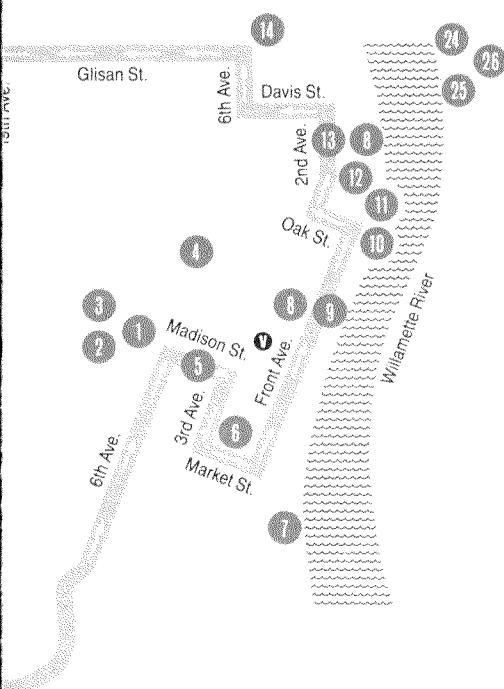 14
24
26
Glisan St.
25
6th Ave.
Davis St.
2nd Ave.
13
8
12
11
Oak St.
10
4
3
8
9
1
Madison St.
V
2
5
Front Ave.
Willamette River
3rd Ave.
6
6th Ave.
Market St.
7